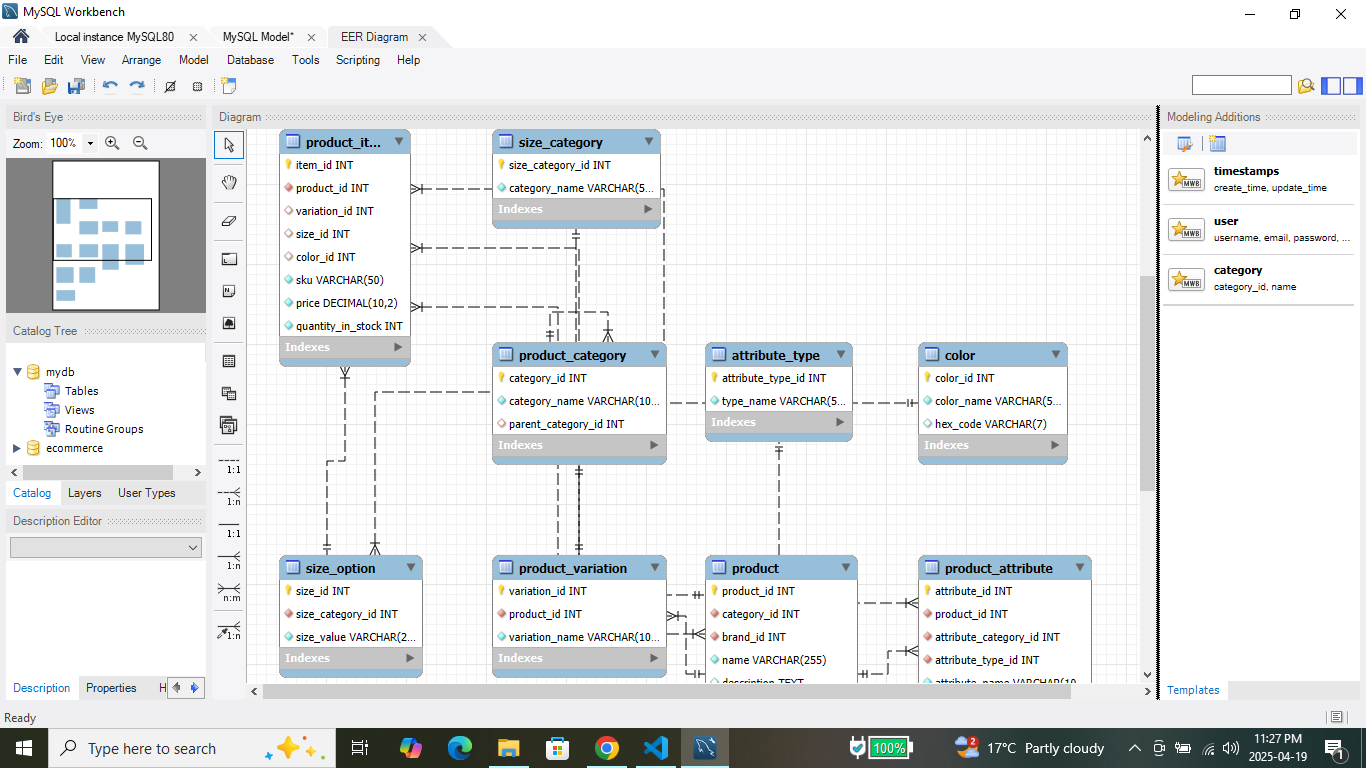 MySQL Workbench
Local instance MySQL80
MySQL Model*
EER Diagram
File Edit View Arrange Model Database Tools Scripting Help
Bird's Eye
Zoom: 100%
Catalog Tree
mydb
Tables
Views
Routine Groups
ecommerce
Catalog Layers User Types
Description Editor
Description Properties H
Ready
Diagram
1:1
1:n
1:1
1:n
n:m
1:n
product_it...
item_id INT
product_id INT
variation_id INT
size_id INT
color_id INT
sku VARCHAR(50)
price DECIMAL(10,2)
quantity_in_stock INT
Indexes
size_category
size_category_id INT
category_name VARCHAR(5...
Indexes
product_category
category_id INT
category_name VARCHAR(10...
parent_category_id INT
Indexes
attribute_type
attribute_type_id INT
type_name VARCHAR(5...
Indexes
color
color_id INT
color_name VARCHAR(5...
hex_code VARCHAR(7)
Indexes
size_option
size_id INT
size_category_id INT
size_value VARCHAR(2...
Indexes
product_variation
variation_id INT
product_id INT
variation_name VARCHAR(10...
Indexes
product
product_id INT
category_id INT
brand_id INT
name VARCHAR(255)
description TEXT
product_attribute
attribute_id INT
product_id INT
attribute_category_id INT
attribute_type_id INT
attribute_name VARCHAR(10
Modeling Additions
MWB
timestamps
create_time, update_time
MWB
user
username, email, password, ...
MWB
category
category_id, name
Templates
Type here to search
100%
2
17°C Partly cloudy
11:27 PM
2025-04-19
1